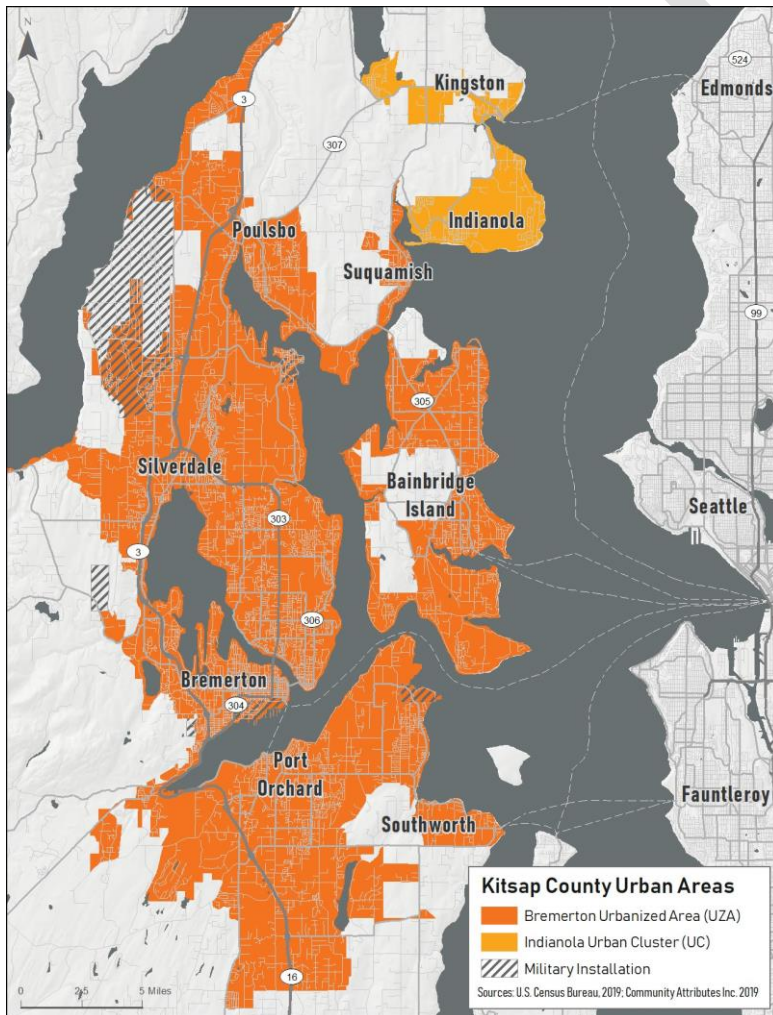 N
524
Edmonds
Kingston
3
307
Indianola
Poulsbo
Suquamish
99
305
Silverdale
Bainbridge
Island
Seattle
303
3
306
Bremerton
304
Port
Orchard
Fauntleroy
Southworth
16
Kitsap County Urban Areas
Bremerton Urbanized Area (UZA)
Indianola Urban Cluster (UC)
Military Installation
Sources: U.S. Census Bureau, 2019; Community Attributes Inc. 2019
0 2.5 5 Miles